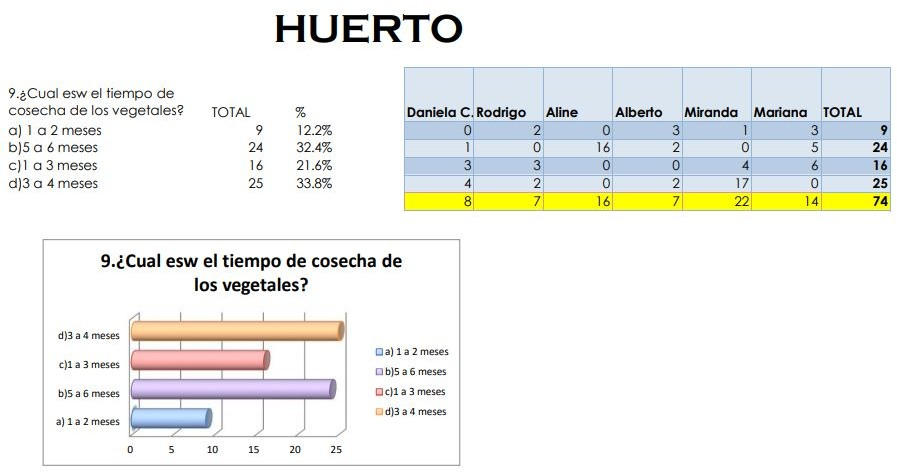 HUERTO
9.¿Cual esw el tiempo de
cosecha de los vegetales? TOTAL %
a) 1 a 2 meses 9 12.2%
b)5 a 6 meses 24 32.4%
c)1 a 3 meses 16 21.6%
d)3 a 4 meses 25 33.8%
Daniela C. Rodrigo Aline Alberto Miranda Mariana TOTAL
0 2 0 3 1 3 9
1 0 16 2 0 5 24
3 3 0 0 4 6 16
4 2 0 2 17 0 25
8 7 16 7 22 14 74
9.¿Cual esw el tiempo de cosecha de
los vegetales?
d)3 a 4 meses
c)1 a 3 meses
b)5 a 6 meses
a) 1 a 2 meses
0 5 10 15 20 25
a) 1 a 2 meses
b)5 a 6 meses
c)1 a 3 meses
d)3 a 4 meses